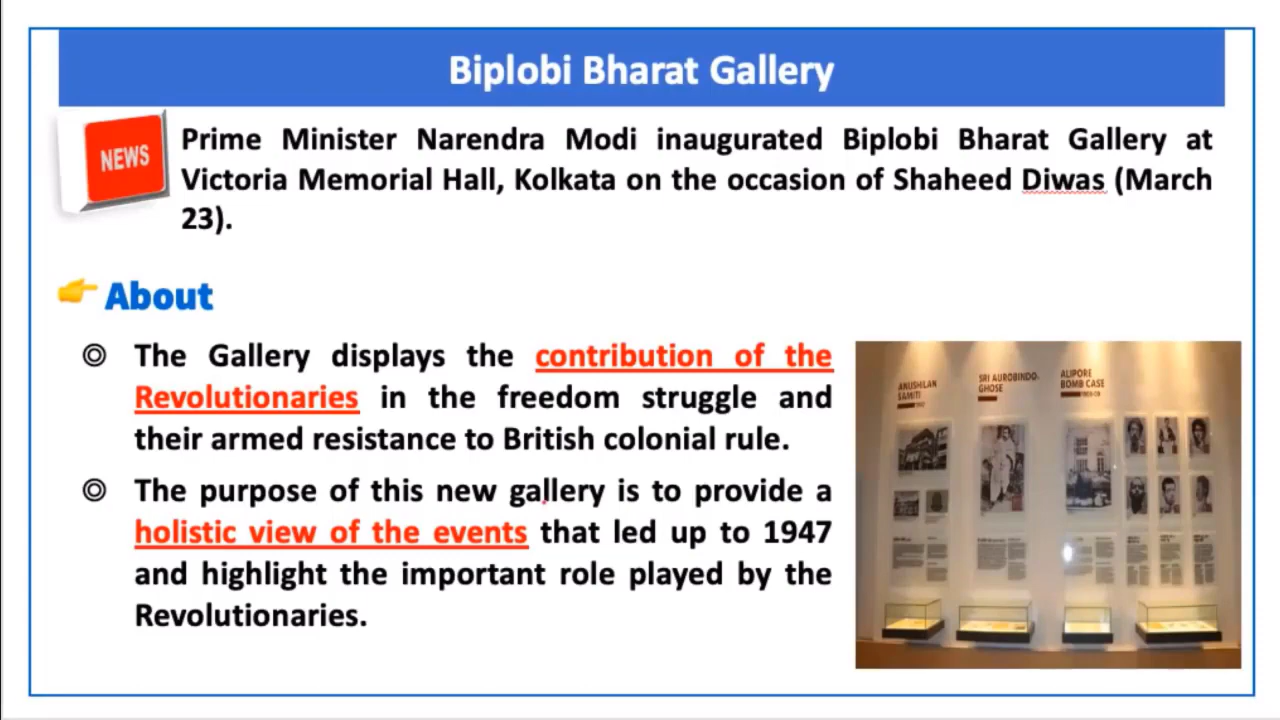 Biplobi Bharat Gallery
NEWS
Prime Minister Narendra Modi inaugurated Biplobi Bharat Gallery at
Victoria Memorial Hall, Kolkata on the occasion of Shaheed Diwas (March
23).
About
The Gallery displays the contribution of the
Revolutionaries in the freedom struggle and
their armed resistance to British colonial rule.
The purpose of this new gallery is to provide a
holistic view of the events that led up to 1947
and highlight the important role played by the
Revolutionaries.
ANUSHILAN
SAMITI
SRI AUROBINDO
GHOSE
ALIPORE
BOMB CASE